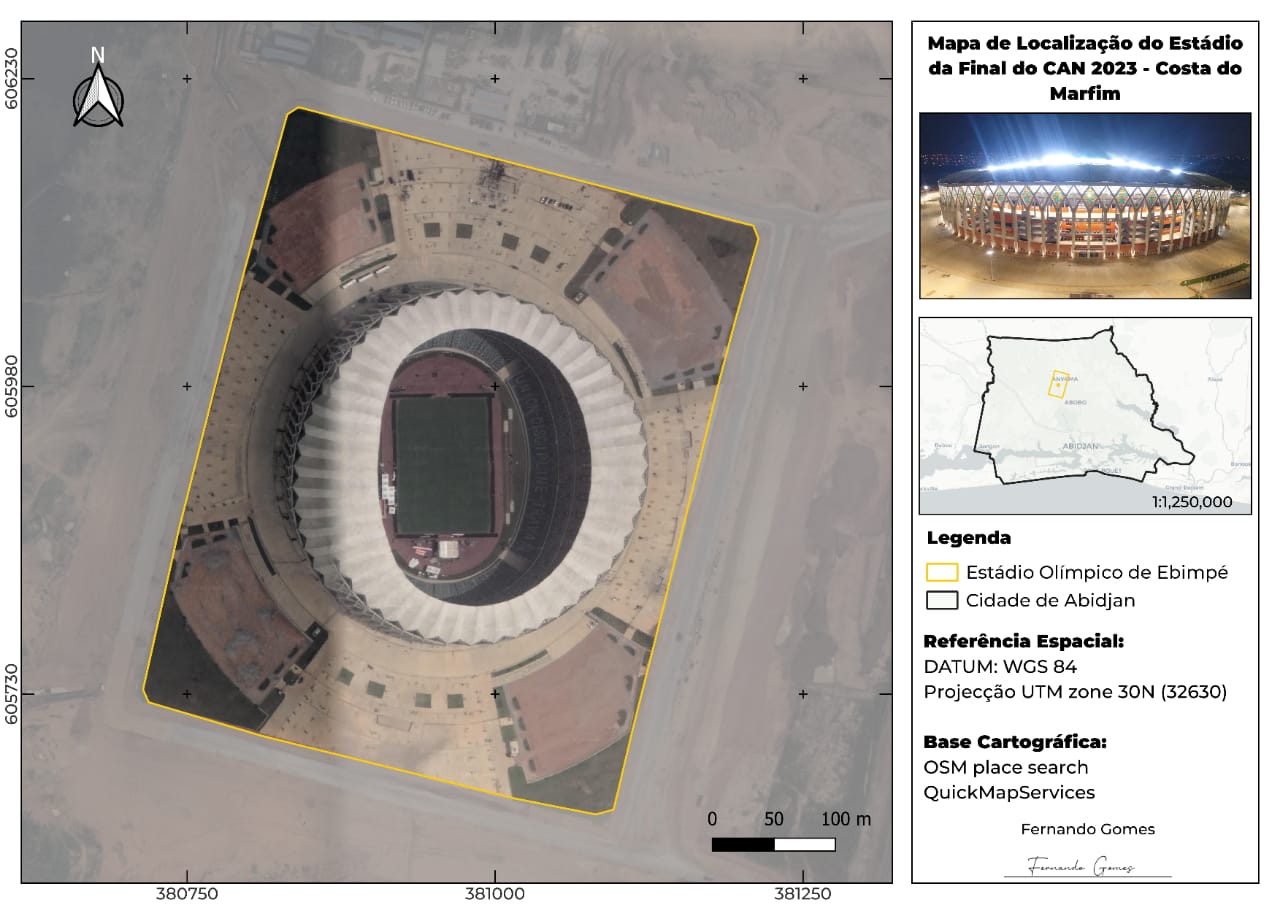 N
606230
605980
605730
380750
381000
381250
0 50 100 m
Mapa de Localização do Estádio
da Final do CAN 2023 - Costa do
Marfim
ANYAMA
ABOBO
ABIDJAN
1:1,250,000
Legenda
Estádio Olímpico de Ebimpé
Cidade de Abidjan
Referência Espacial:
DATUM: WGS 84
Projecção UTM zone 30N (32630)
Base Cartográfica:
OSM place search
QuickMapServices
Fernando Gomes
Fernando Gomes